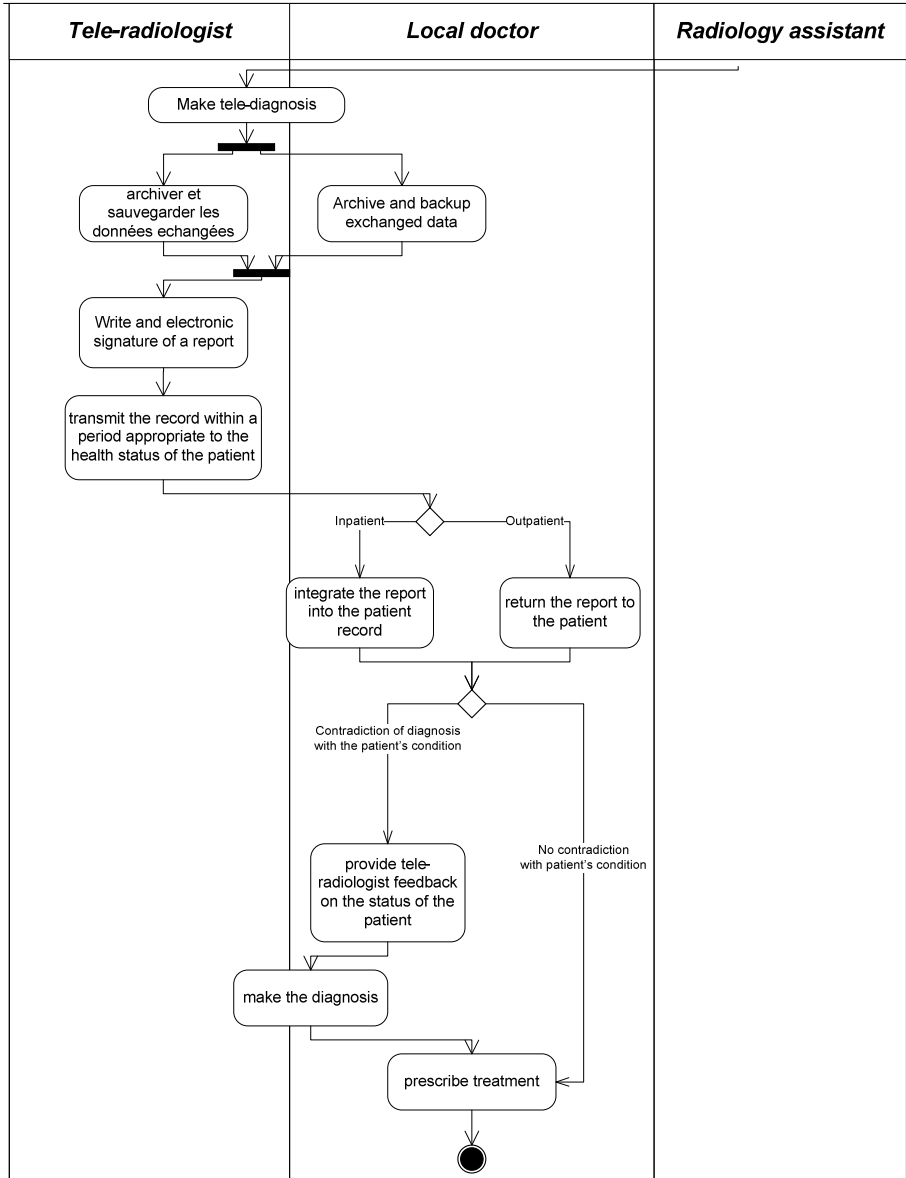 Tele-radiologist
Local doctor
Radiology assistant
Make tele-diagnosis
archiver et
sauvegarder les
données echangées
Archive and backup
exchanged data
Write and electronic
signature of a report
transmit the record within a
period appropriate to the
health status of the patient
Inpatient
Outpatient
integrate the report
into the patient
record
return the report to
the patient
Contradiction of diagnosis
with the patient's condition
No contradiction
with patient's condition
provide tele-
radiologist feedback
on the status of the
patient
make the diagnosis
prescribe treatment